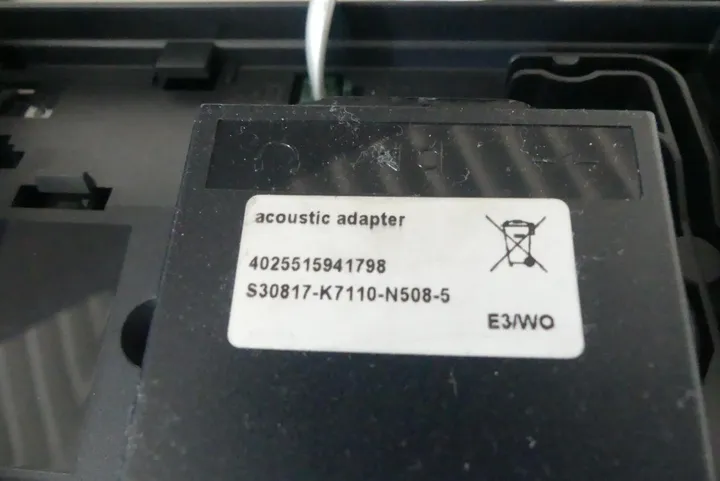 acoustic adapter
4025515941798
S30817-K7110-N508-5
E3/WO